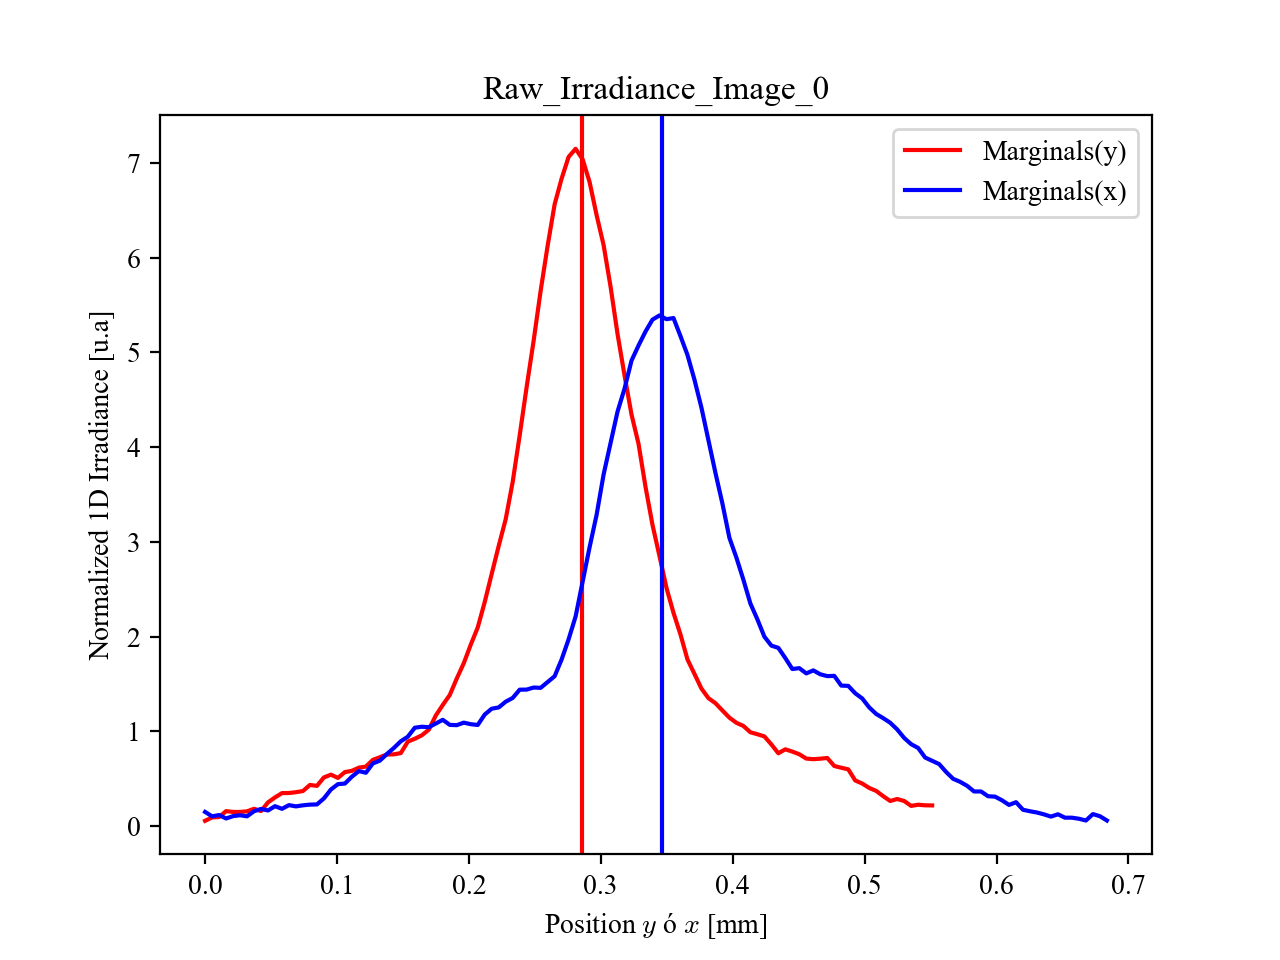 Raw_Irradiance_Image_0
Marginals(y)
Marginals(x)
Normalized 1D Irradiance [u.a]
7
6
5
4
3
2
1
0
0.0 0.1 0.2 0.3 0.4 0.5 0.6 0.7
Position y ó x [mm]